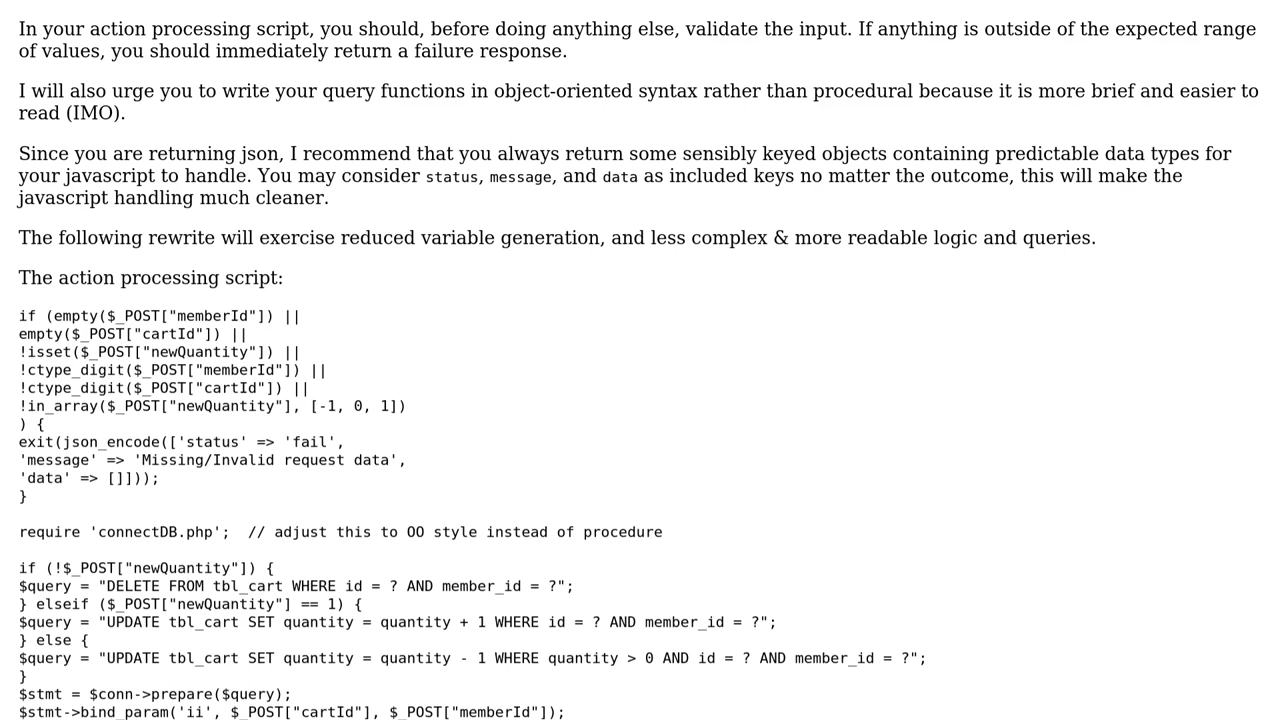 In your action processing script, you should, before doing anything else, validate the input. If anything is outside of the expected range
of values, you should immediately return a failure response.
I will also urge you to write your query functions in object-oriented syntax rather than procedural because it is more brief and easier to
read (IMO).
Since you are returning json, I recommend that you always return some sensibly keyed objects containing predictable data types for
your javascript to handle. You may consider status, message, and data as included keys no matter the outcome, this will make the
javascript handling much cleaner.
The following rewrite will exercise reduced variable generation, and less complex & more readable logic and queries.
The action processing script:
if (empty($_POST["memberId"]) ||
empty($_POST["cartId"]) ||
!isset($_POST["newQuantity"]) ||
!ctype_digit($_POST["memberId"]) ||
!ctype_digit($_POST["cartId"]) ||
!in_array($_POST["newQuantity"], [-1, 0, 1])
) {
exit(json_encode(['status' => 'fail',
'message' => 'Missing/Invalid request data',
'data' => []]));
}
require 'connectDB.php';  // adjust this to OO style instead of procedure
if (!$_POST["newQuantity"]) {
$query = "DELETE FROM tbl_cart WHERE id = ? AND member_id = ?";
} elseif ($_POST["newQuantity"] == 1) {
$query = "UPDATE tbl_cart SET quantity = quantity + 1 WHERE id = ? AND member_id = ?";
} else {
$query = "UPDATE tbl_cart SET quantity = quantity - 1 WHERE quantity > 0 AND id = ? AND member_id = ?";
}
$stmt = $conn->prepare($query);
$stmt->bind_param('ii', $_POST["cartId"], $_POST["memberId"]);